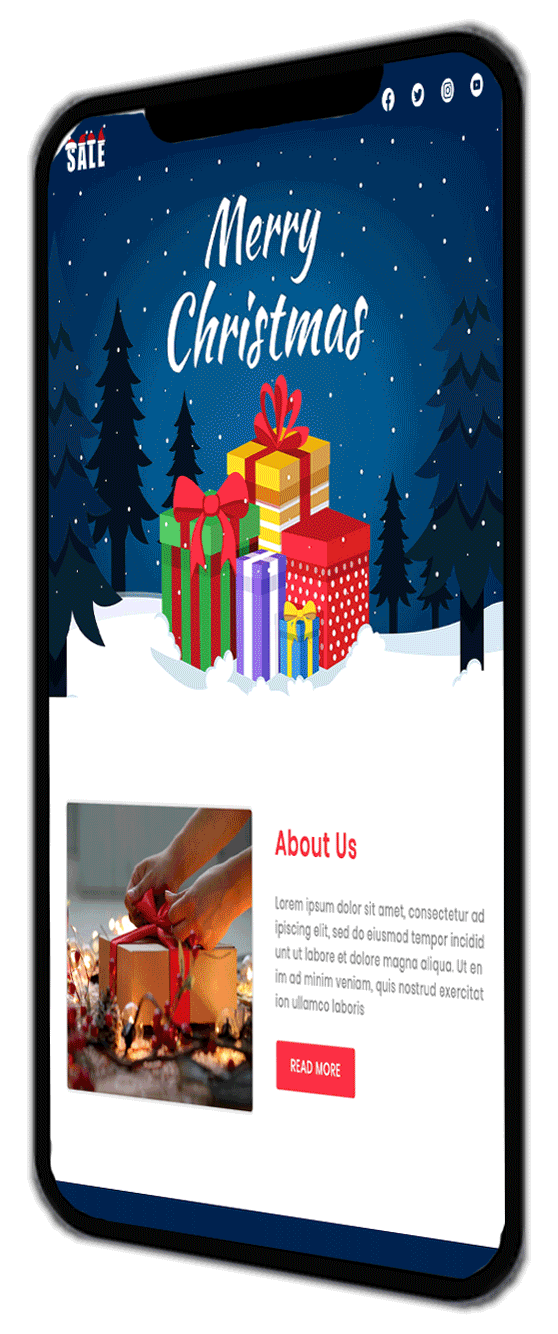 SALE
Merry
Christmas
About Us
Lorem ipsum dolor sit amet, consectetur ad
ipiscing elit, sed do eiusmod tempor incidid
unt ut labore et dolore magna aliqua. Ut en
im ad minim veniam, quis nostrud exercitat
ion ullamco laboris
READ MORE